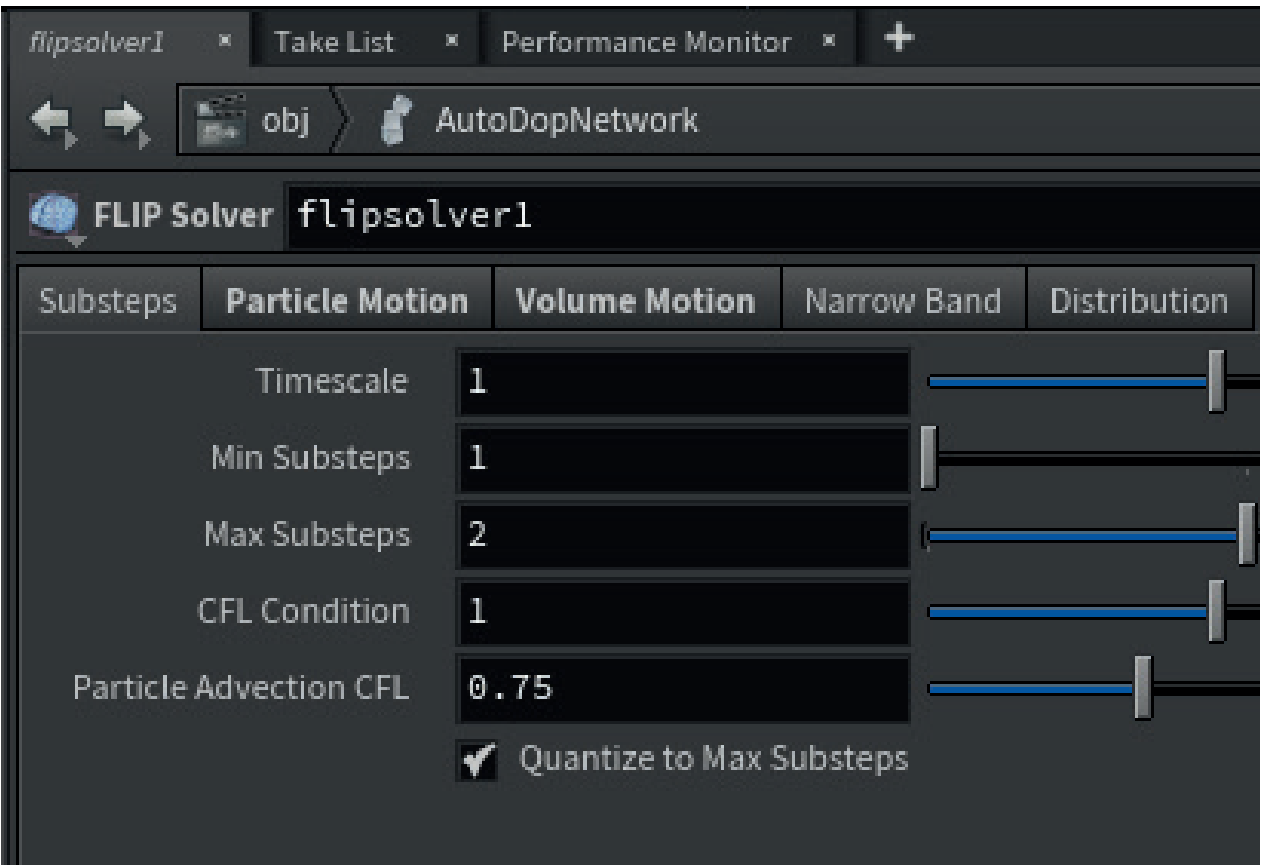 flipsolver1 × Take List × Performance Monitor × +
obj AutoDopNetwork
FLIP Solver flipsolver1
Substeps Particle Motion Volume Motion Narrow Band Distribution
Timescale 1
Min Substeps 1
Max Substeps 2
CFL Condition 1
Particle Advection CFL 0.75
Quantize to Max Substeps